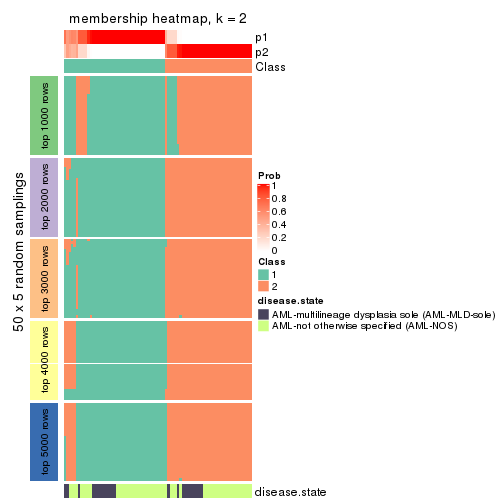 membership heatmap, k = 2
p1
p2
Class
50 x 5 random samplings
top 1000 rows
top 2000 rows
top 3000 rows
top 4000 rows
top 5000 rows
Prob
1
0.8
0.6
0.4
0.2
0
Class
1
2
disease.state
AML-multilineage dysplasia sole (AML-MLD-sole)
AML-not otherwise specified (AML-NOS)
disease.state